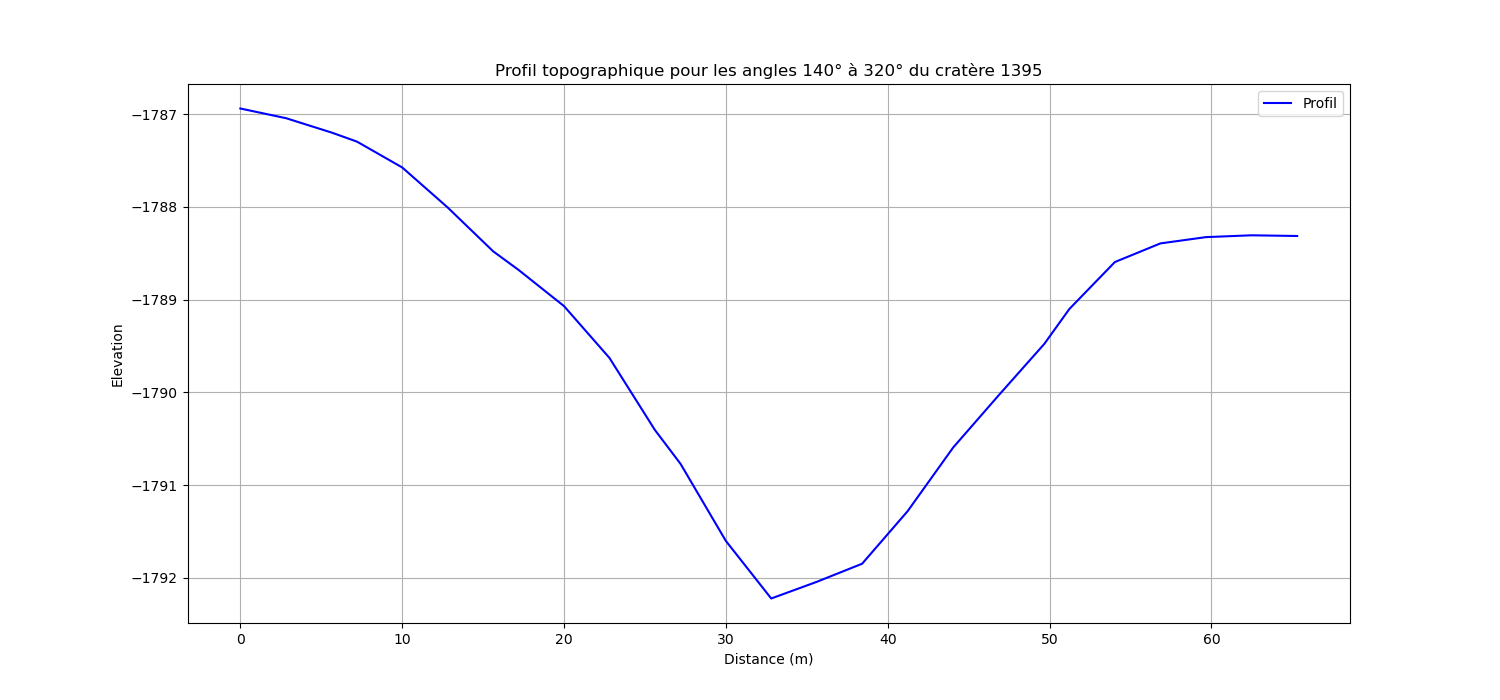 Profil topographique pour les angles 140° à 320° du cratère 1395
Profil
−1787
−1788
−1789
−1790
−1791
−1792
Elevation
0 10 20 30 40 50 60
Distance (m)